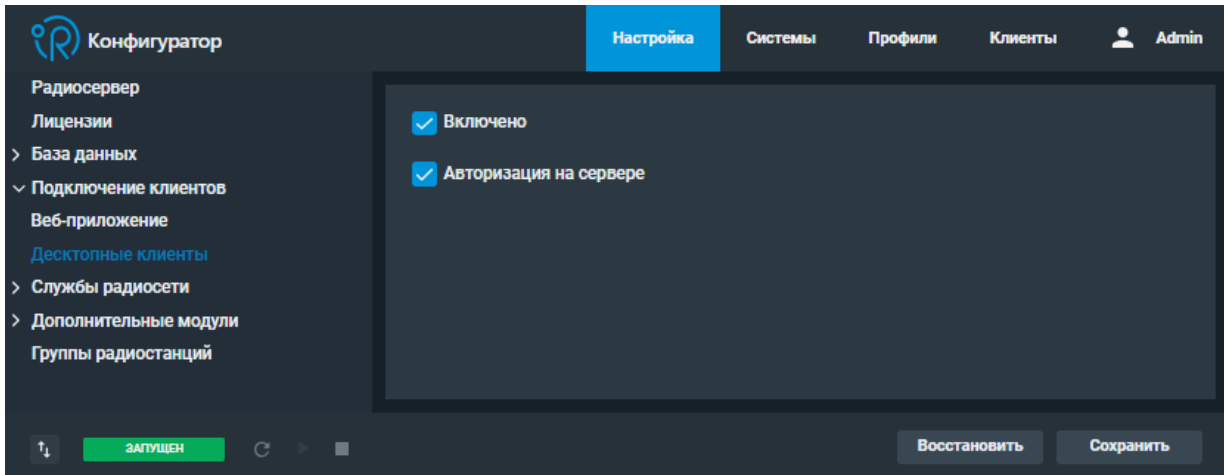 Конфигуратор
Настройка
Системы
Профили
Клиенты
Admin
Радиосервер
Лицензии
База данных
Подключение клиентов
Веб-приложение
Десктопные клиенты
Службы радиосети
Дополнительные модули
Группы радиостанций
Включено
Авторизация на сервере
ЗАПУЩЕН
Восстановить
Сохранить